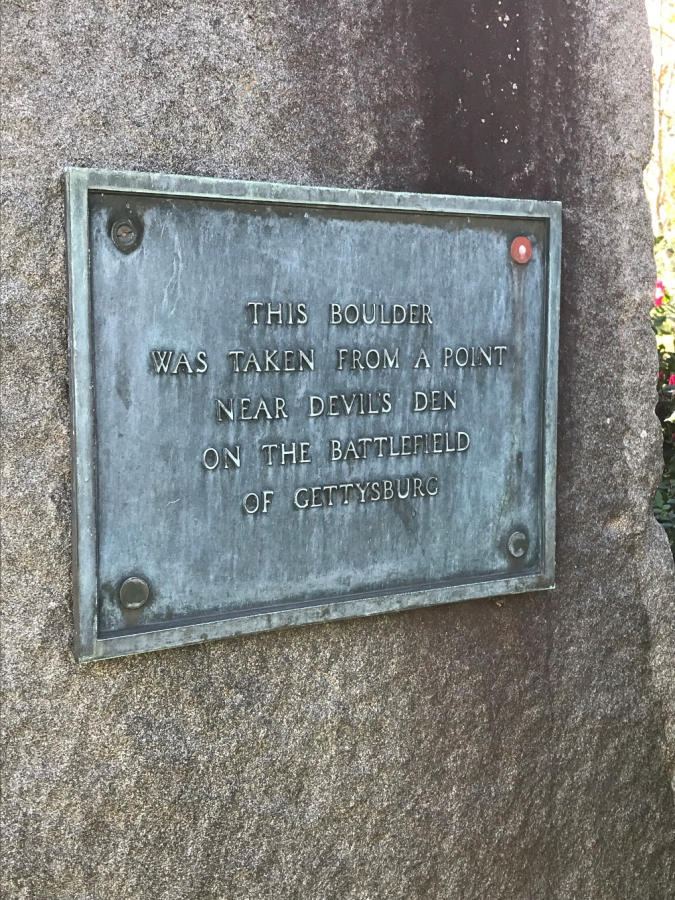 THIS BOULDER
WAS TAKEN FROM A POINT
NEAR DEVIL'S DEN
ON THE BATTLEFIELD
OF GETTYSBURG